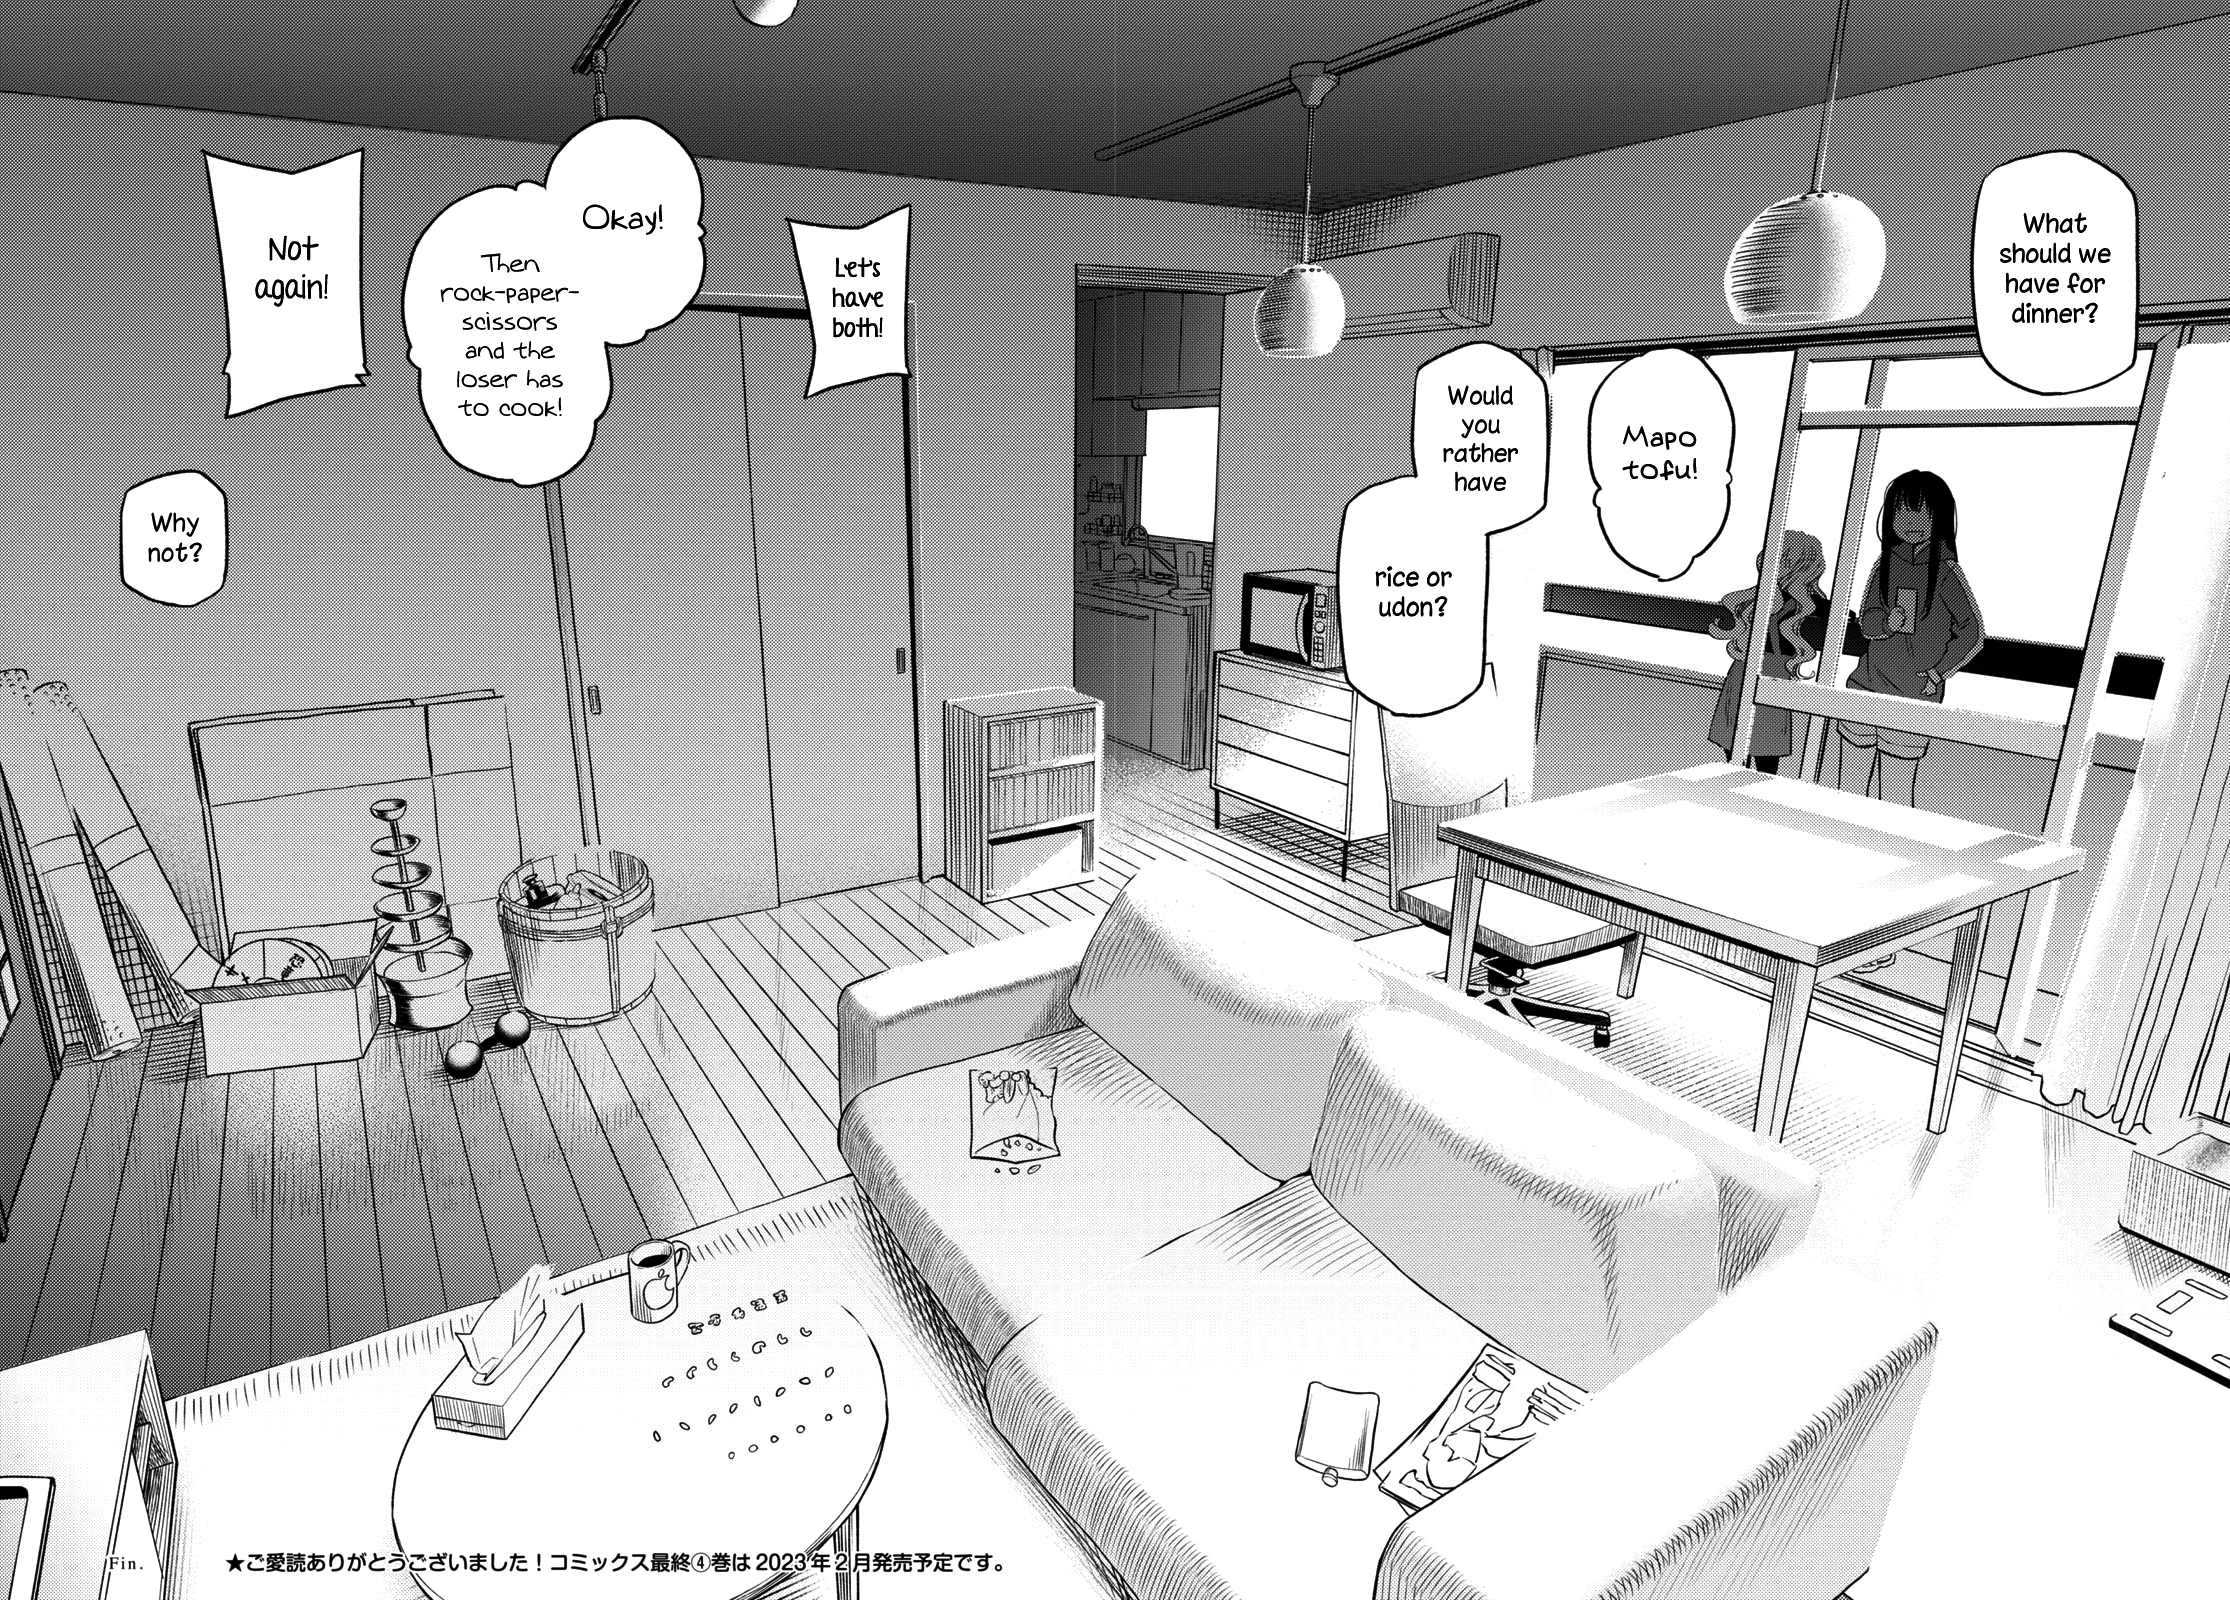 What
should we
have for
dinner?
Mapo
tofu!
Would
you
rather
have
rice or
udon?
Let's
have
both!
Okay!
Then
rock-paper-
scissors
and the
loser has
to cook!
Not
again!
Why
not?
Fin.
★ご愛読ありがとうございました！コミックス最終④巻は2023年2月発売予定です。